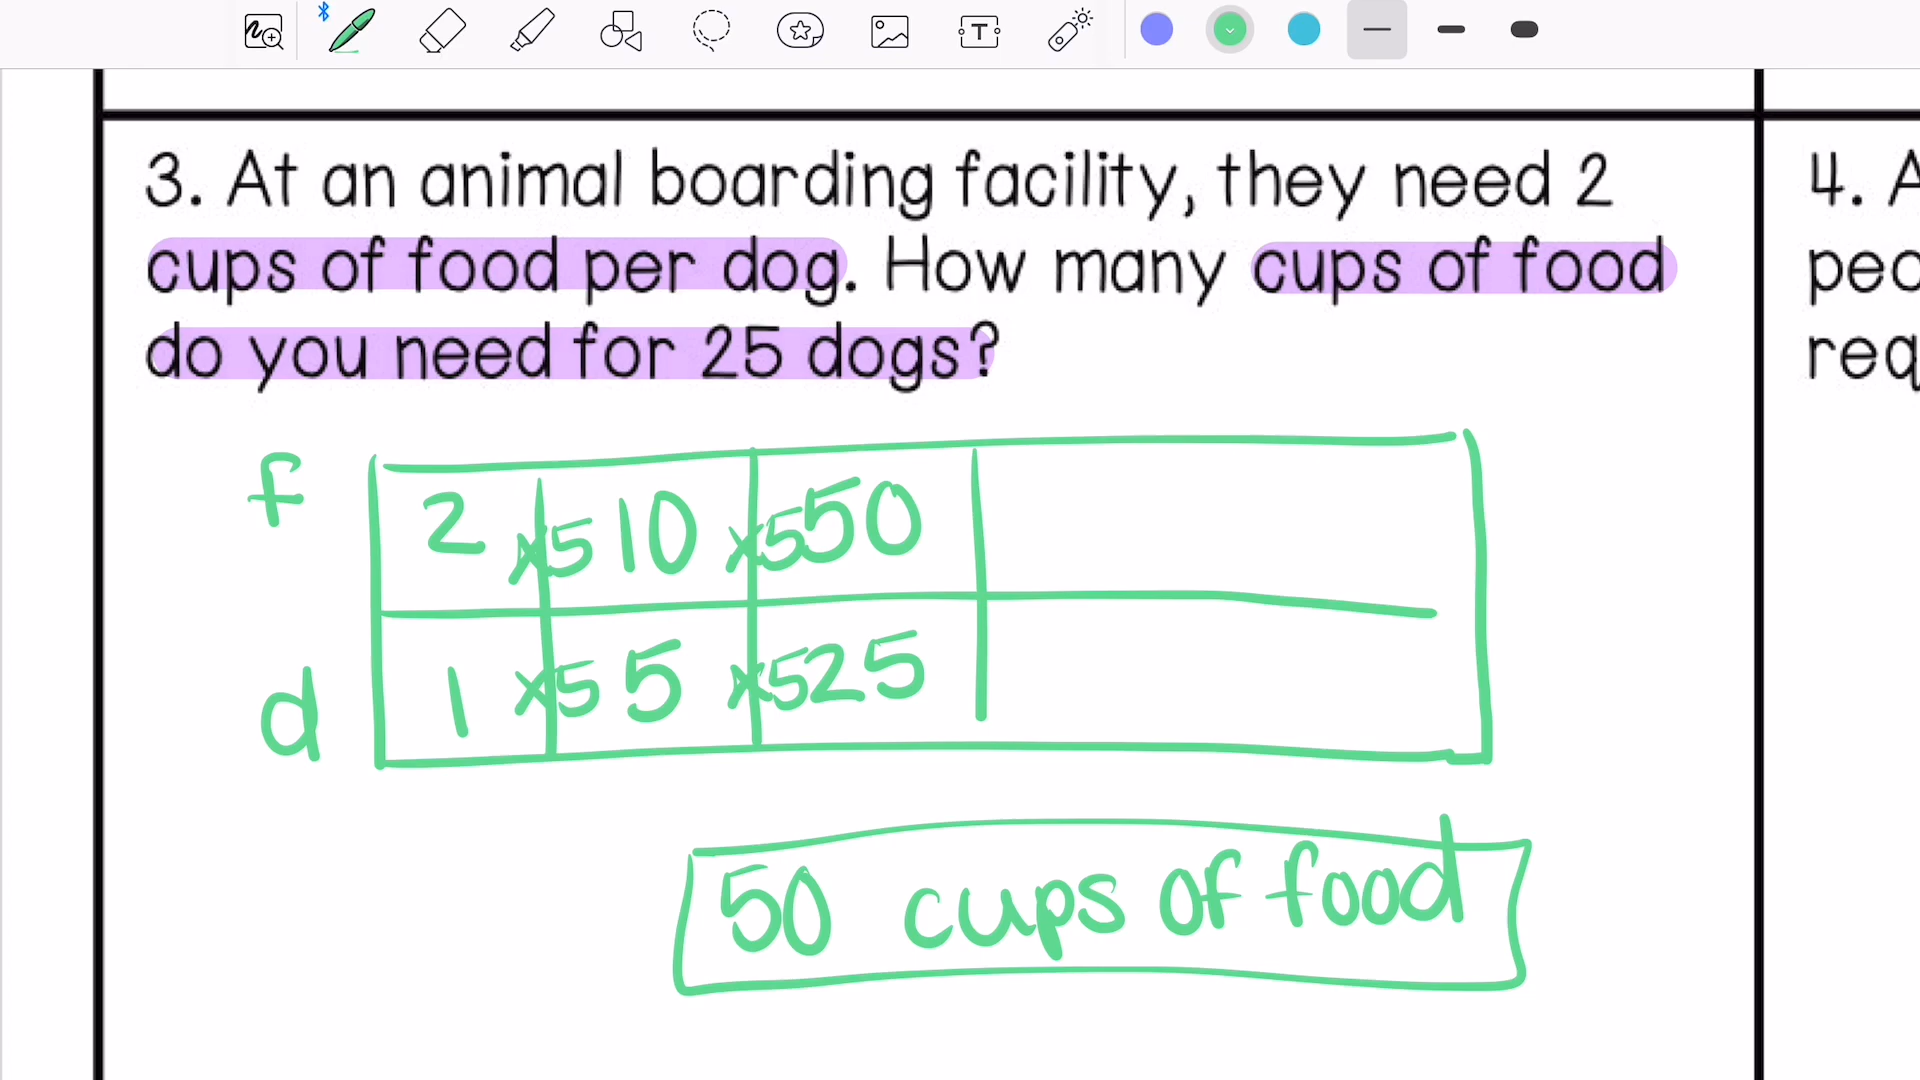 3. At an animal boarding facility, they need 2
cups of food per dog. How many cups of food
do you need for 25 dogs?
4. A
peo
req
f 2 x5 10 x5 50
d 1 x5 5 x5 25
50 cups of food
T